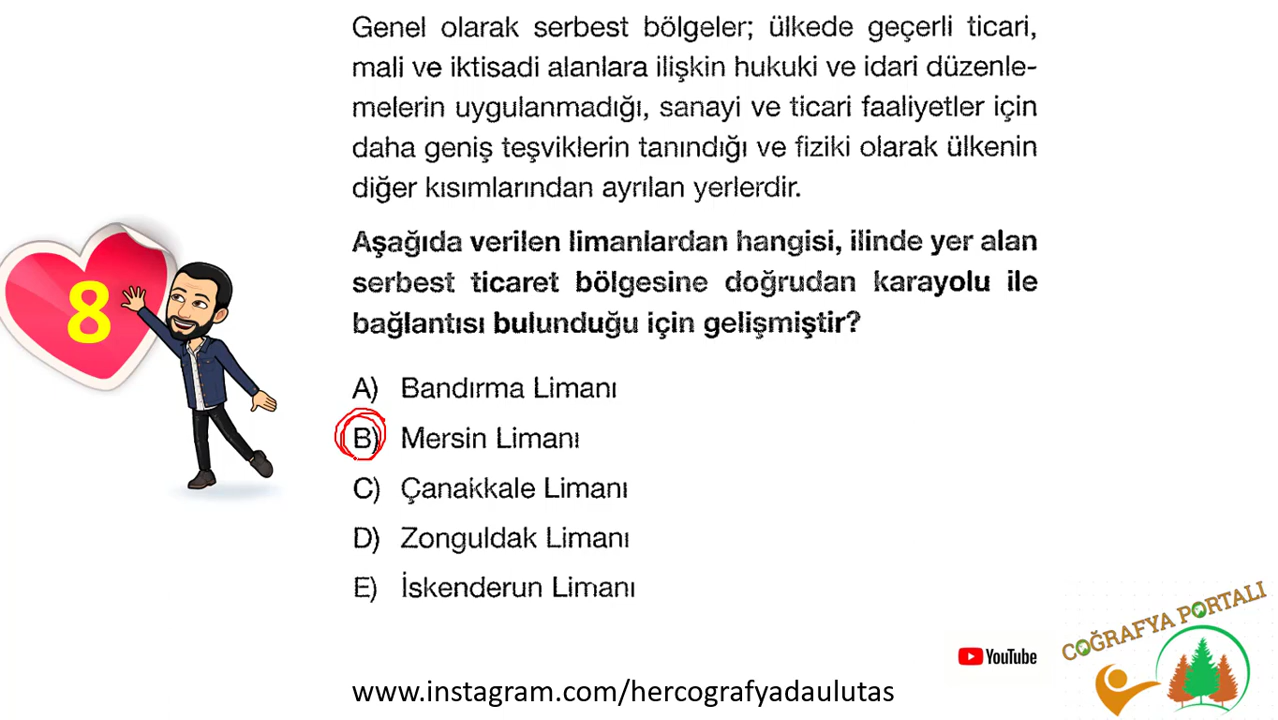 Genel olarak serbest bölgeler; ülkede geçerli ticari,
mali ve iktisadi alanlara ilişkin hukuki ve idari düzenle-
melerin uygulanmadığı, sanayi ve ticari faaliyetler için
daha geniş teşviklerin tanındığı ve fiziki olarak ülkenin
diğer kısımlarından ayrılan yerlerdir.
Aşağıda verilen limanlardan hangisi, ilinde yer alan
serbest ticaret bölgesine doğrudan karayolu ile
bağlantısı bulunduğu için gelişmiştir?
8
A) Bandırma Limanı
B) Mersin Limanı
C) Çanakkale Limanı
D) Zonguldak Limanı
E) İskenderun Limanı
COĞRAFYA PORTALI
YouTube
www.instagram.com/hercografyadaulutas